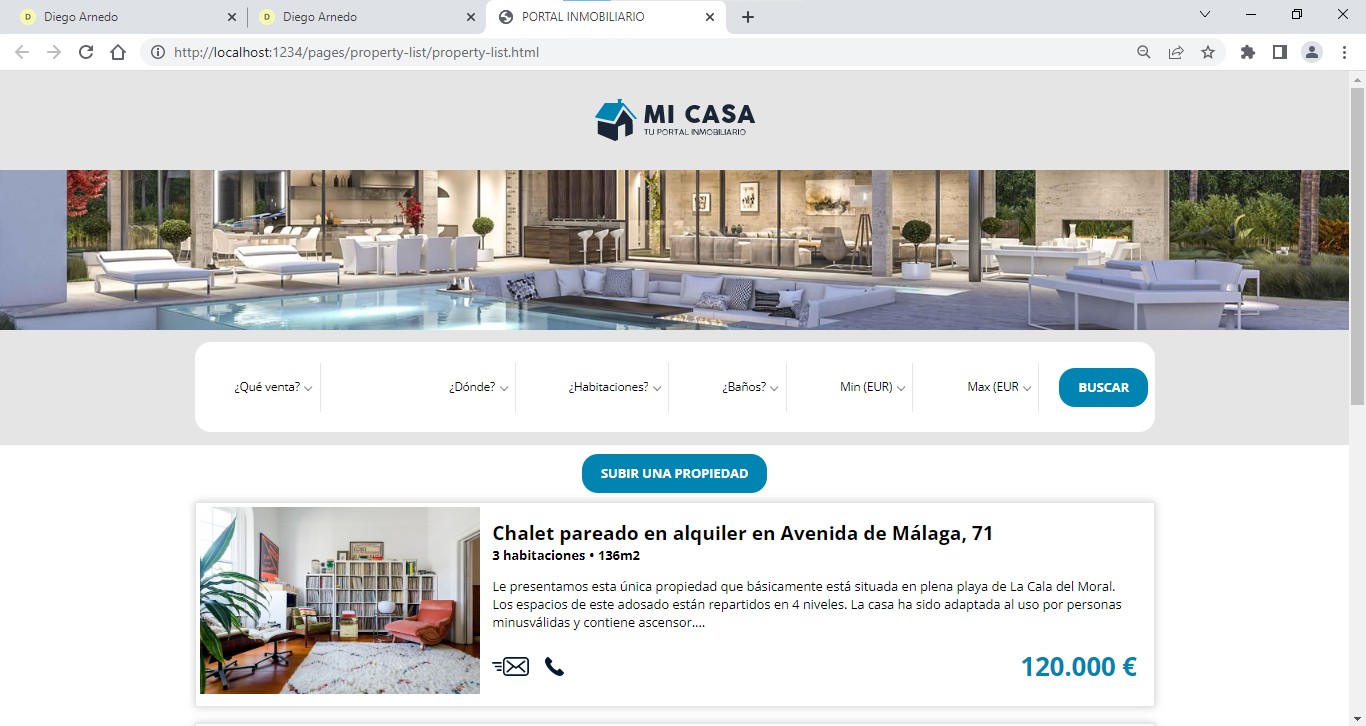 Diego Arnedo
Diego Arnedo
PORTAL INMOBILIARIO
http://localhost:1234/pages/property-list/property-list.html
MI CASA
TU PORTAL INMOBILIARIO
¿Qué venta?
¿Dónde?
¿Habitaciones?
¿Baños?
Min (EUR)
Max (EUR
BUSCAR
SUBIR UNA PROPIEDAD
Chalet pareado en alquiler en Avenida de Málaga, 71
3 habitaciones • 136m2
Le presentamos esta única propiedad que básicamente está situada en plena playa de La Cala del Moral.
Los espacios de este adosado están repartidos en 4 niveles. La casa ha sido adaptada al uso por personas
minusválidas y contiene ascensor....
120.000 €